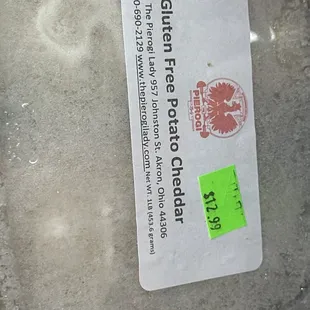 Gluten Free Potato Cheddar
The Pierogi Lady 957 Johnston St. Akron, Ohio 44306
0-690-2129 www.thepierogilady.com Net WT. 1LB (453.6 grams)
PIEROGI
$12.99